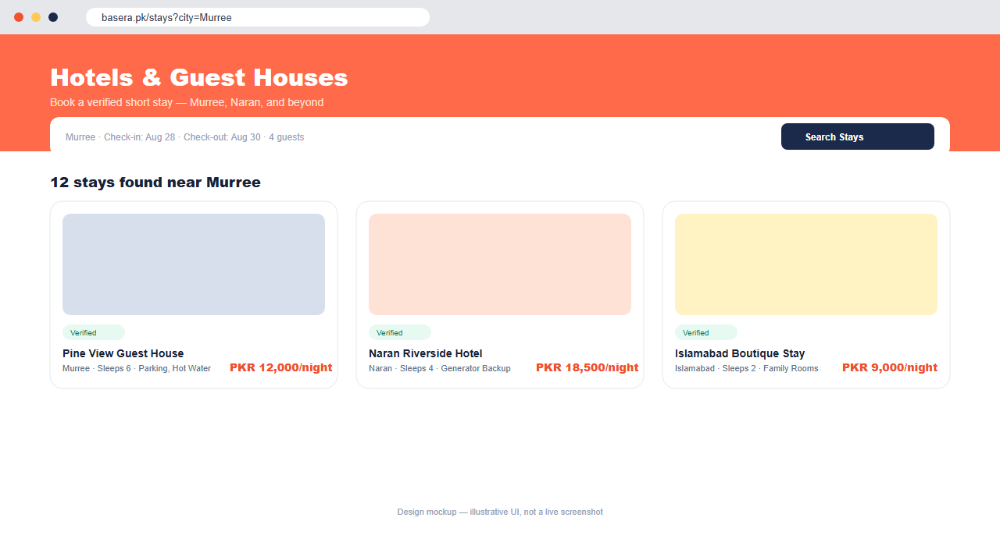 basera.pk/stays?city=Murree
Hotels & Guest Houses
Book a verified short stay — Murree, Naran, and beyond
Murree · Check-in: Aug 28 · Check-out: Aug 30 · 4 guests
Search Stays
12 stays found near Murree
Verified
Pine View Guest House
Murree · Sleeps 6 · Parking, Hot Water
PKR 12,000/night
Verified
Naran Riverside Hotel
Naran · Sleeps 4 · Generator Backup
PKR 18,500/night
Verified
Islamabad Boutique Stay
Islamabad · Sleeps 2 · Family Rooms
PKR 9,000/night
Design mockup — illustrative UI, not a live screenshot